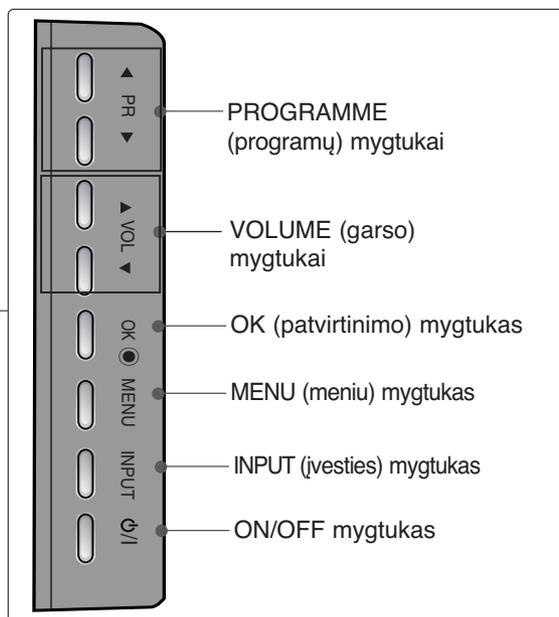 PR
PROGRAMME
(programų) mygtukai
VOL
VOLUME (garso)
mygtukai
OK
OK (patvirtinimo) mygtukas
MENU
MENU (meniu) mygtukas
INPUT
INPUT (įvesties) mygtukas
⏻/I
ON/OFF mygtukas